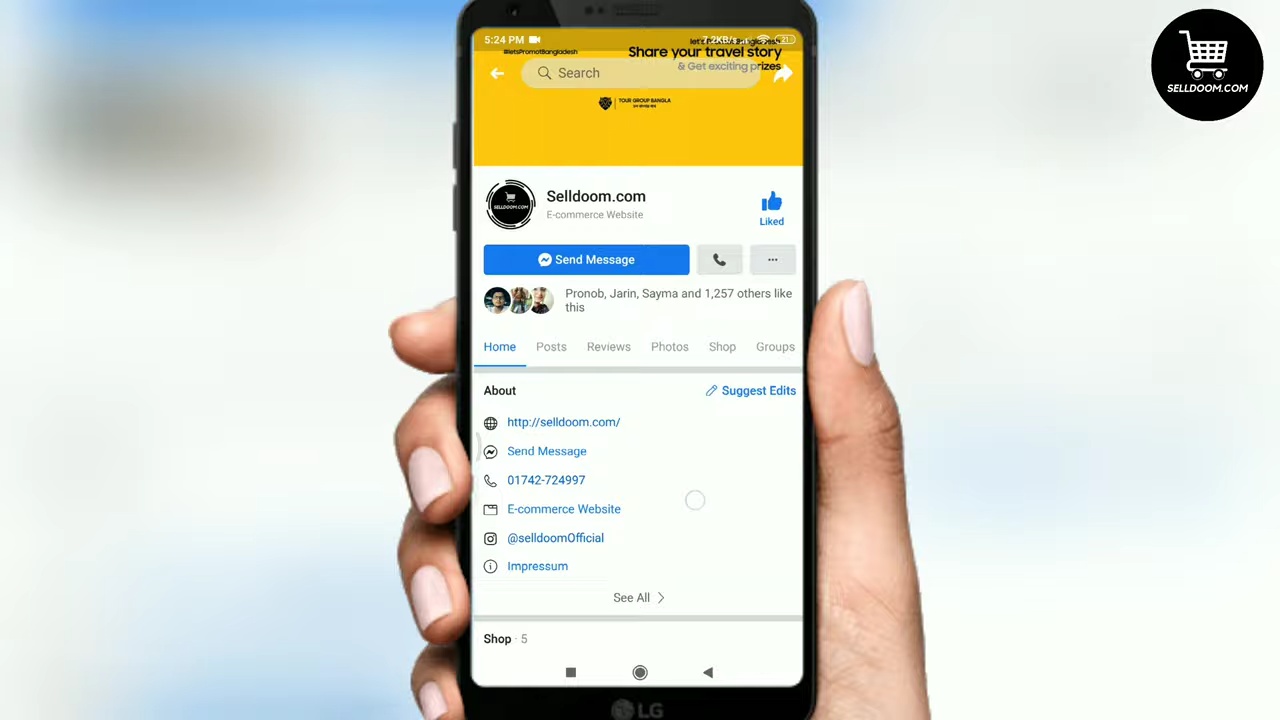 5:24 PM
#letsPromotBangladesh
Share your travel story
& Get exciting prizes
Search
TOUR GROUP BANGLA
SELLDOOM.COM
SELLDOOM.COM
Selldoom.com
E-commerce Website
Liked
Send Message
Pronob, Jarin, Sayma and 1,257 others like
this
Home Posts Reviews Photos Shop Groups
About
Suggest Edits
http://selldoom.com/
Send Message
01742-724997
E-commerce Website
@selldoomOfficial
Impressum
See All
Shop · 5
LG